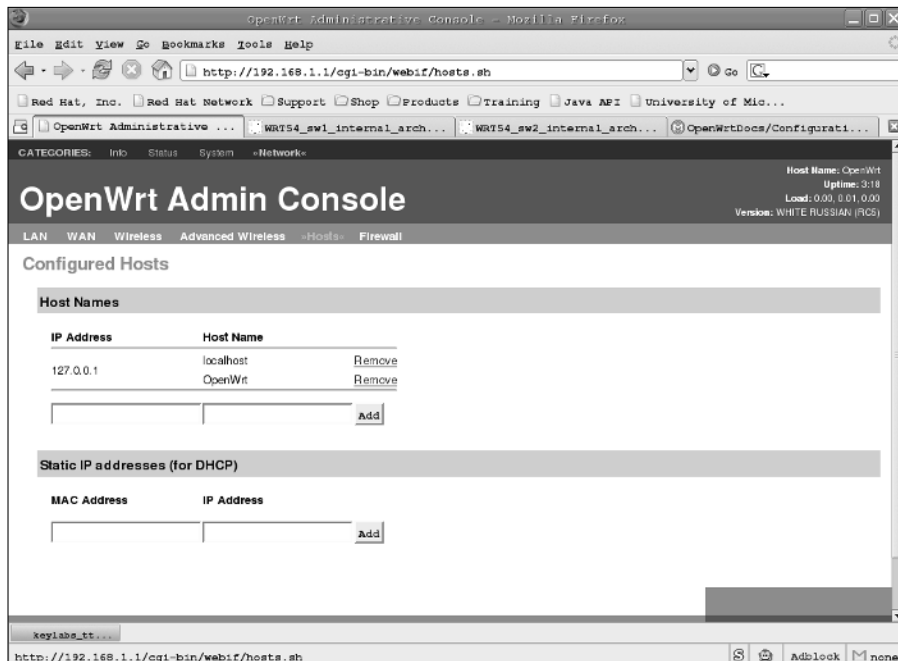 OpenWrt Administrative Console - Mozilla Firefox
File Edit View Go Bookmarks Tools Help
http://192.168.1.1/cgi-bin/webif/hosts.sh Go G
Red Hat, Inc. Red Hat Network Support Shop Products Training Java API University of Mic...
OpenWrt Administrative ... WRT54_sw1_internal_arch... WRT54_sw2_internal_arch... OpenWrtDocs/Configurati...
CATEGORIES: Info Status System »Network«
Host Name: OpenWrt
Uptime: 3:18
Load: 0.00, 0.01, 0.00
Version: WHITE RUSSIAN (RC5)
OpenWrt Admin Console
LAN WAN Wireless Advanced Wireless »Hosts« Firewall
Configured Hosts
Host Names
IP Address Host Name
127.0.0.1
localhost Remove
OpenWrt Remove
Add
Static IP addresses (for DHCP)
MAC Address IP Address
Add
keylabs_tt...
http://192.168.1.1/cgi-bin/webif/hosts.sh S Adblock none